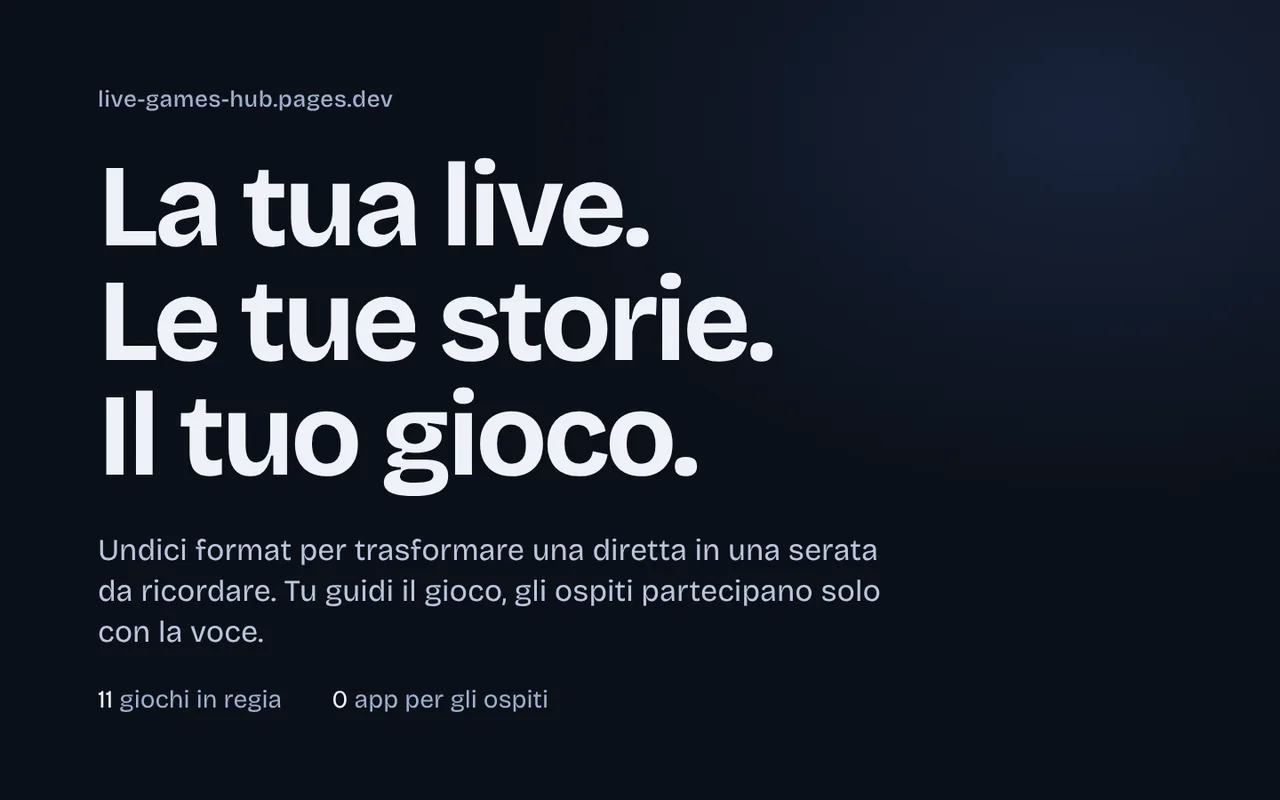 live-games-hub.pages.dev
La tua live.
Le tue storie.
Il tuo gioco.
Undici format per trasformare una diretta in una serata
da ricordare. Tu guidi il gioco, gli ospiti partecipano solo
con la voce.
11 giochi in regia 0 app per gli ospiti